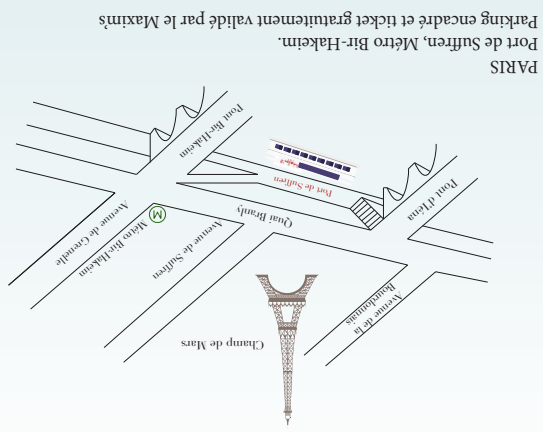 Champ de Mars
Avenue de la
Bourdonnais
Avenue de Suffren
Métro Bir-Hakeim
Avenue de Grenelle
M
Quai Branly
Pont d'Iéna
Port de Suffren
Pont Bir-Hakeim
PARIS
Port de Suffren, Métro Bir-Hakeim.
Parking encadré et ticket gratuitement validé par le Maxim's